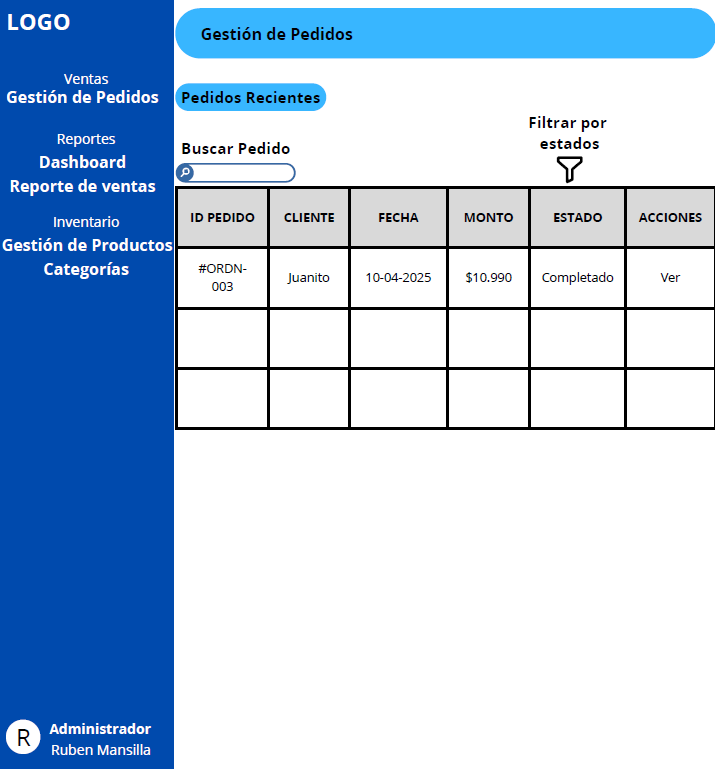 LOGO
Ventas
Gestión de Pedidos
Reportes
Dashboard
Reporte de ventas
Inventario
Gestión de Productos
Categorías
R
Administrador
Ruben Mansilla
Gestión de Pedidos
Pedidos Recientes
Buscar Pedido
Filtrar por
estados
ID PEDIDO CLIENTE FECHA MONTO ESTADO ACCIONES
#ORDN-
003 Juanito 10-04-2025 $10.990 Completado Ver